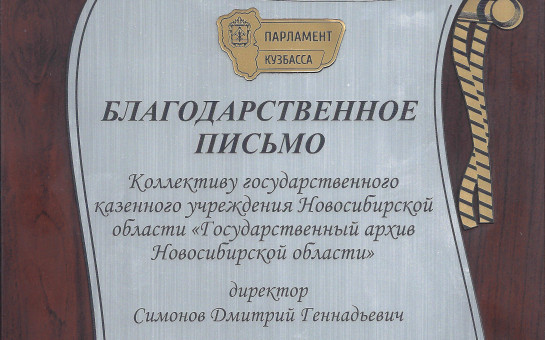 ПАРЛАМЕНТ
КУЗБАССА
БЛАГОДАРСТВЕННОЕ
ПИСЬМО
Коллективу государственного
казенного учреждения Новосибирской
области «Государственный архив
Новосибирской области»
директор
Симонов Дмитрий Геннадьевич